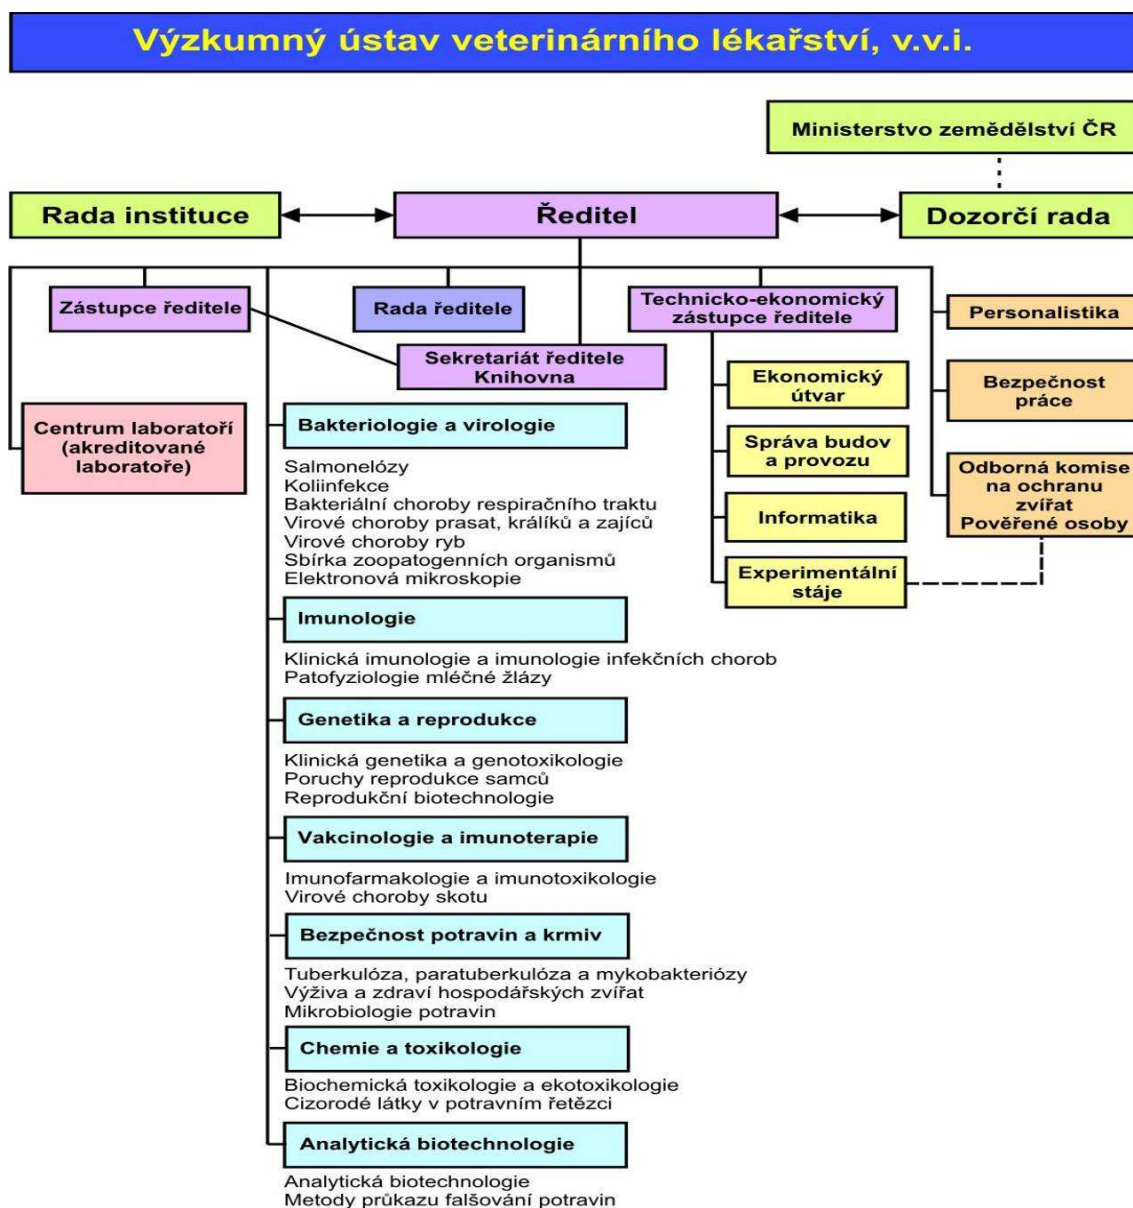 Výzkumný ústav veterinárního lékařství, v.v.i.
Ministerstvo zemědělství ČR
Rada instituce
Ředitel
Dozorčí rada
Zástupce ředitele
Rada ředitele
Technicko-ekonomický
zástupce ředitele
Personalistika
Sekretariát ředitele
Knihovna
Ekonomický
útvar
Bezpečnost
práce
Centrum laboratoří
(akreditované
laboratoře)
Správa budov
a provozu
Odborná komise
na ochranu
zvířat
Pověřené osoby
Informatika
Experimentální
stáje
Bakteriologie a virologie
Salmonelózy
Koliinfekce
Bakteriální choroby respiračního traktu
Virové choroby prasat, králíků a zajíců
Virové choroby ryb
Sbírka zoopatogenních organismů
Elektronová mikroskopie
Imunologie
Klinická imunologie a imunologie infekčních chorob
Patofyziologie mléčné žlázy
Genetika a reprodukce
Klinická genetika a genotoxikologie
Poruchy reprodukce samců
Reprodukční biotechnologie
Vakcinologie a imunoterapie
Imunofarmakologie a imunotoxikologie
Virové choroby skotu
Bezpečnost potravin a krmiv
Tuberkulóza, paratuberkulóza a mykobakteriózy
Výživa a zdraví hospodářských zvířat
Mikrobiologie potravin
Chemie a toxikologie
Biochemická toxikologie a ekotoxikologie
Cizorodé látky v potravním řetězci
Analytická biotechnologie
Analytická biotechnologie
Metody průkazu falšování potravin